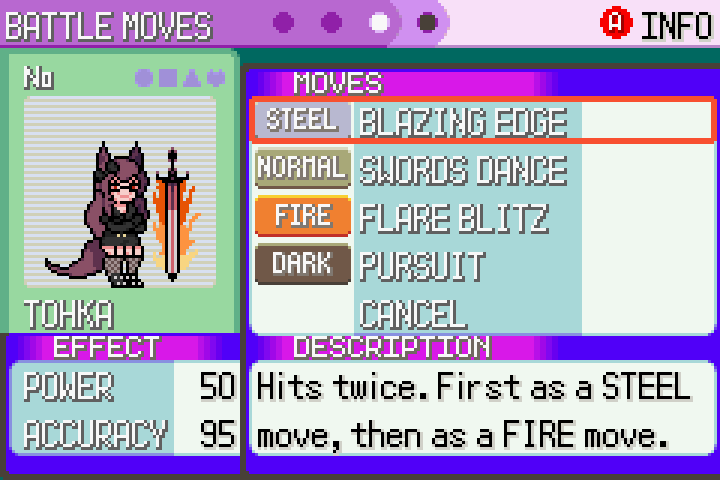 BATTLE MOVES
A INFO
No
MOVES
STEEL BLAZING EDGE
NORMAL SWORDS DANCE
FIRE FLARE BLITZ
DARK PURSUIT
CANCEL
TOHKA
EFFECT
POWER 50
ACCURACY 95
DESCRIPTION
Hits twice. First as a STEEL
move, then as a FIRE move.